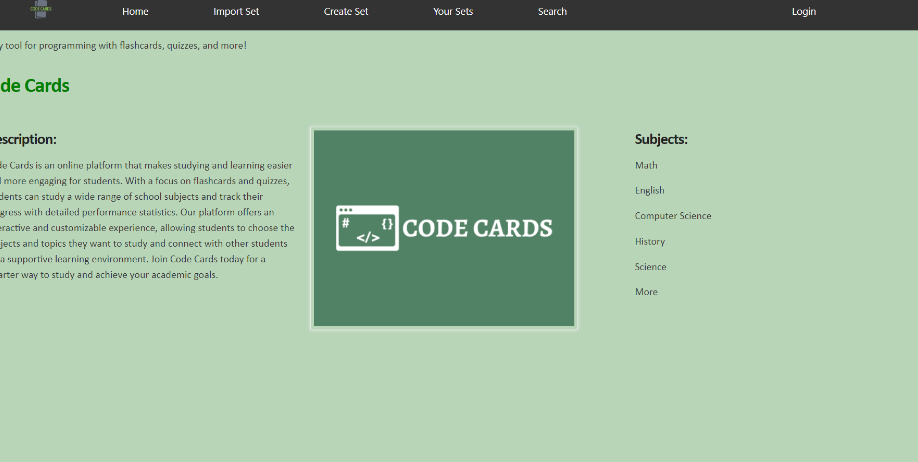 CODE CARDS
Home Import Set Create Set Your Sets Search Login
y tool for programming with flashcards, quizzes, and more!
de Cards
escription:
de Cards is an online platform that makes studying and learning easier
d more engaging for students. With a focus on flashcards and quizzes,
dents can study a wide range of school subjects and track their
gress with detailed performance statistics. Our platform offers an
eractive and customizable experience, allowing students to choose the
jects and topics they want to study and connect with other students
a supportive learning environment. Join Code Cards today for a
arter way to study and achieve your academic goals.
# {}
</> CODE CARDS
Subjects:
Math
English
Computer Science
History
Science
More